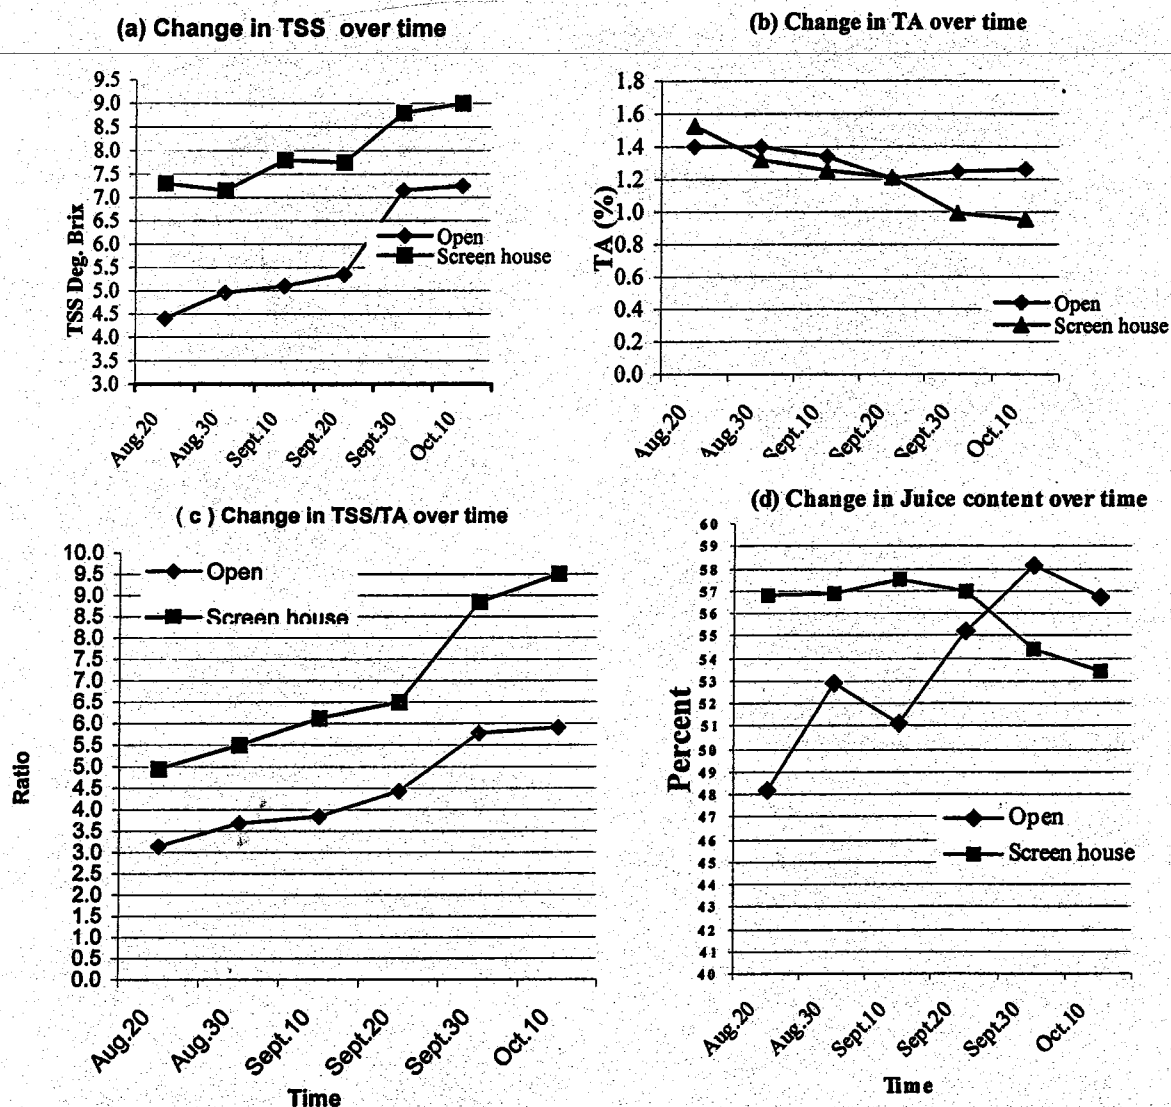 (a) Change in TSS over time
9.5
9.0
8.5
8.0
7.5
7.0
6.5
6.0
5.5
5.0
4.5
4.0
3.5
3.0
TSS Deg. Brix
Open
Screen house
Aug.20
Aug.30
Sept.10
Sept.20
Sept.30
Oct.10
(b) Change in TA over time
1.8
1.6
1.4
1.2
1.0
0.8
0.6
0.4
0.2
0.0
TA (%)
Open
Screen house
Aug.20
Aug.30
Sept.10
Sept.20
Sept.30
Oct.10
( c ) Change in TSS/TA over time
10.0
9.5
9.0
8.5
8.0
7.5
7.0
6.5
6.0
5.5
5.0
4.5
4.0
3.5
3.0
2.5
2.0
1.5
1.0
0.5
0.0
Ratio
Open
Screen house
Aug.20
Aug.30
Sept.10
Sept.20
Sept.30
Oct.10
Time
(d) Change in Juice content over time
60
59
58
57
56
55
54
53
52
51
50
49
48
47
46
45
44
43
42
41
40
Percent
Open
Screen house
Aug.20
Aug.30
Sept.10
Sept.20
Sept.30
Oct.10
Time